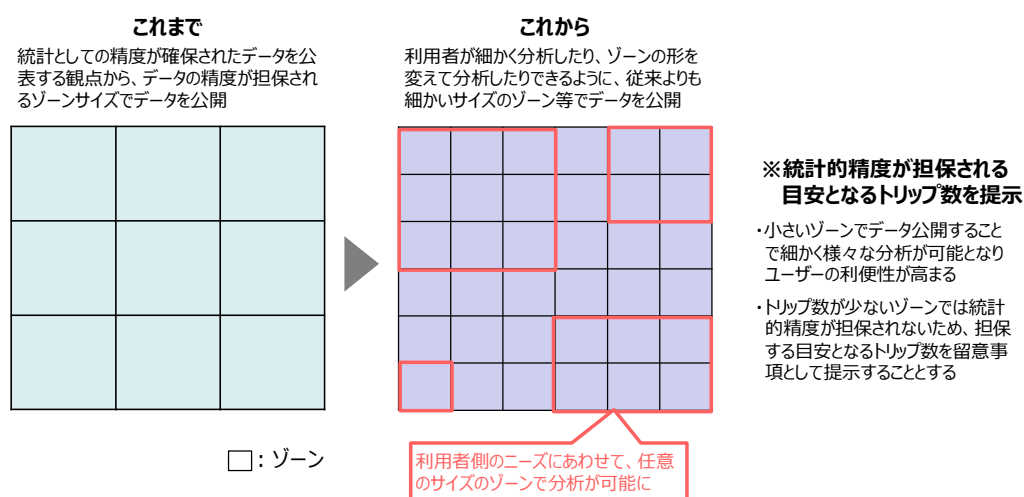 これまで
統計としての精度が確保されたデータを公
表する観点から、データの精度が担保され
るゾーンサイズでデータを公開
これから
利用者が細かく分析したり、ゾーンの形を
変えて分析したりできるように、従来よりも
細かいサイズのゾーン等でデータを公開
※統計的精度が担保される
目安となるトリップ数を提示
・小さいゾーンでデータ公開すること
で細かく様々な分析が可能となり
ユーザーの利便性が高まる
・トリップ数が少ないゾーンでは統計
的精度が担保されないため、担保
する目安となるトリップ数を留意事
項として提示することとする
：ゾーン
利用者側のニーズにあわせて、任意
のサイズのゾーンで分析が可能に